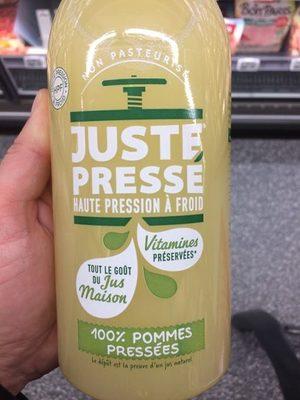 NON PASTEURISÉ
HPP
JUSTE
PRESSÉ
HAUTE PRESSION À FROID
Vitamines
PRÉSERVÉES*
TOUT LE GOÛT
DU Jus
Maison
100% POMMES
PRESSÉES
Le dépôt est la preuve d'un jus naturel